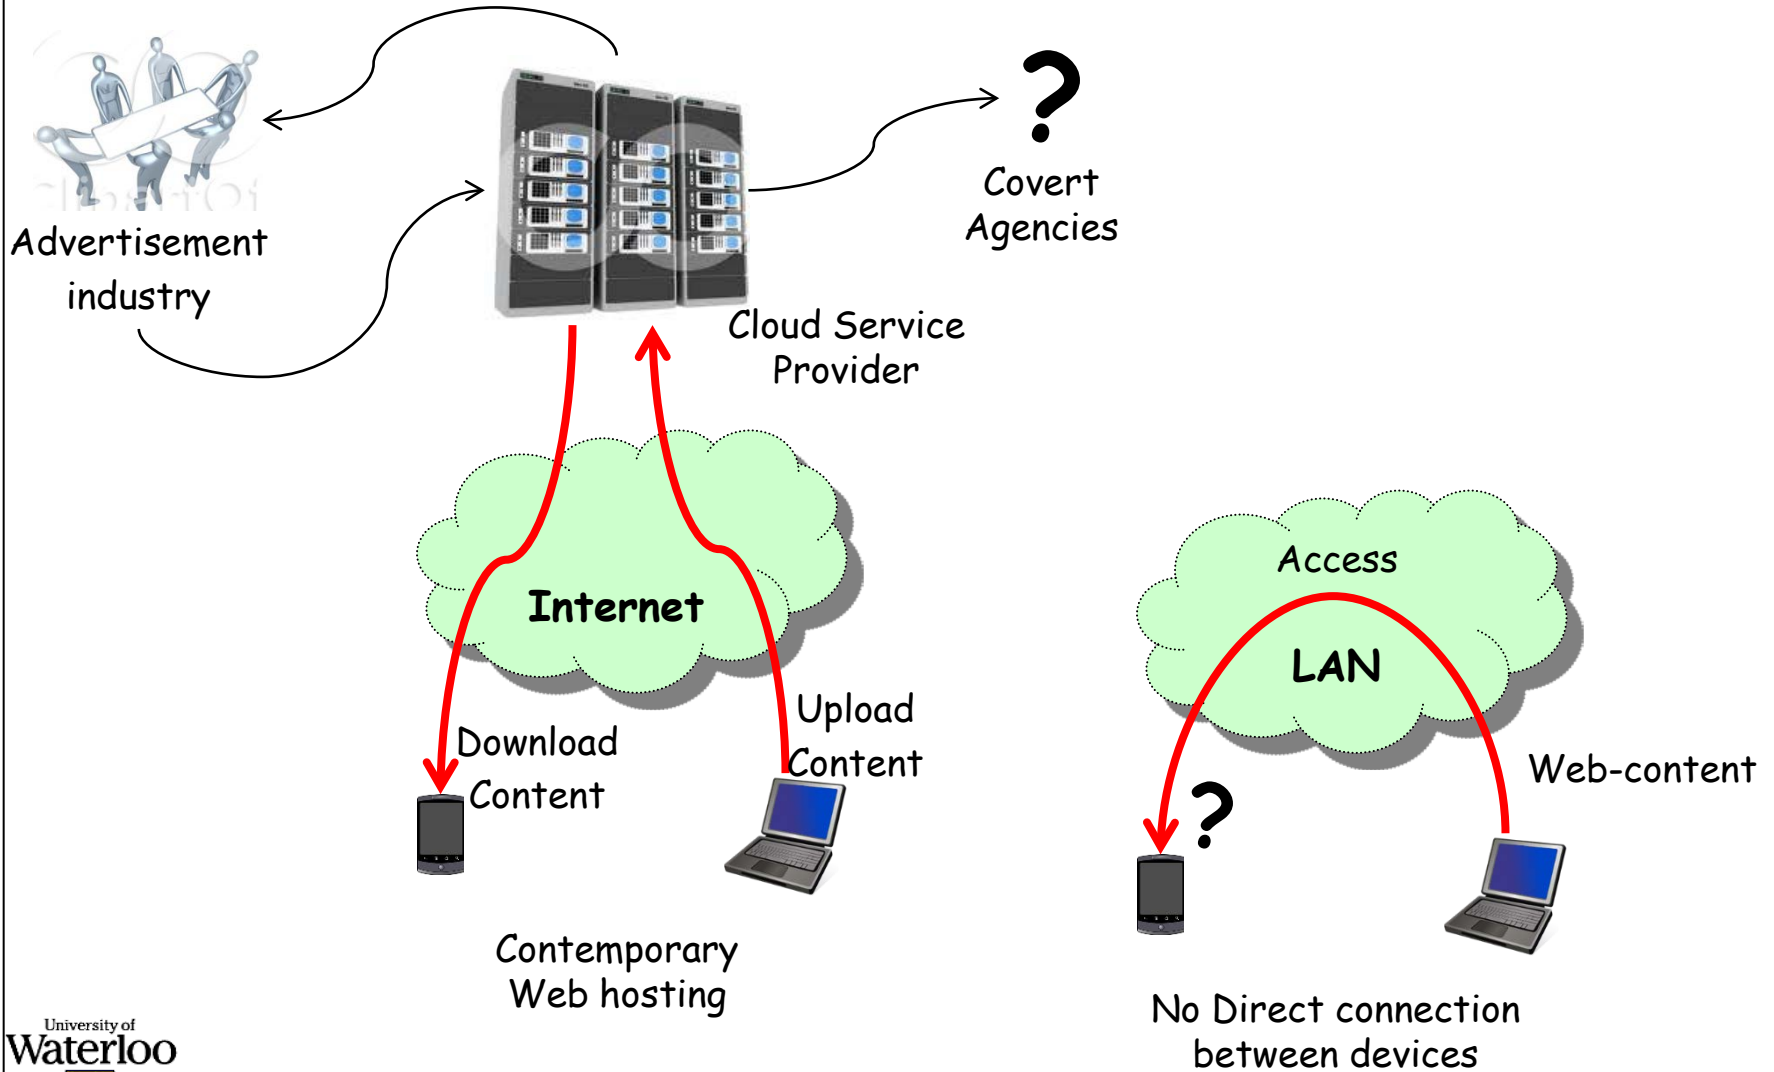 ?
Covert
Agencies
Advertisement
industry
Cloud Service
Provider
Internet
Access
LAN
Upload
Content
Download
Content
Web-content
?
Contemporary
Web hosting
No Direct connection
between devices
University of
Waterloo